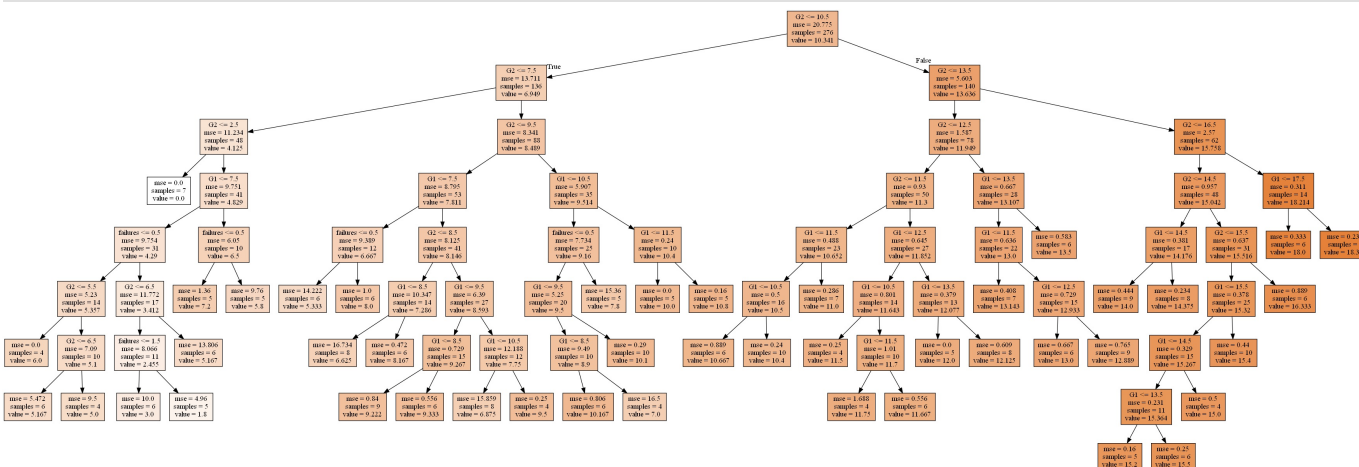 G2 <= 10.5
mse = 20.775
samples = 276
value = 10.341
True
False
G2 <= 7.5
mse = 13.711
samples = 136
value = 6.949
G2 <= 13.5
mse = 5.603
samples = 140
value = 13.636
G2 <= 2.5
mse = 11.234
samples = 48
value = 4.125
G2 <= 9.5
mse = 8.341
samples = 88
value = 8.489
G2 <= 12.5
mse = 1.587
samples = 78
value = 11.949
G2 <= 16.5
mse = 2.57
samples = 62
value = 15.758
mse = 0.0
samples = 7
value = 0.0
G1 <= 7.5
mse = 9.751
samples = 41
value = 4.829
G1 <= 7.5
mse = 8.795
samples = 53
value = 7.811
G1 <= 10.5
mse = 5.907
samples = 35
value = 9.514
G2 <= 11.5
mse = 0.93
samples = 50
value = 11.3
G1 <= 13.5
mse = 0.667
samples = 28
value = 13.107
G2 <= 14.5
mse = 0.957
samples = 48
value = 15.042
G1 <= 17.5
mse = 0.311
samples = 14
value = 18.214
failures <= 0.5
mse = 9.754
samples = 31
value = 4.29
failures <= 0.5
mse = 6.05
samples = 10
value = 6.5
failures <= 0.5
mse = 9.389
samples = 12
value = 6.667
G2 <= 8.5
mse = 8.125
samples = 41
value = 8.146
failures <= 0.5
mse = 7.734
samples = 25
value = 9.16
G1 <= 11.5
mse = 0.24
samples = 10
value = 10.4
G1 <= 11.5
mse = 0.488
samples = 23
value = 10.652
G1 <= 12.5
mse = 0.645
samples = 27
value = 11.852
G1 <= 11.5
mse = 0.636
samples = 22
value = 13.0
mse = 0.583
samples = 6
value = 13.5
G1 <= 14.5
mse = 0.381
samples = 17
value = 14.176
G2 <= 15.5
mse = 0.637
samples = 31
value = 15.516
mse = 0.333
samples = 6
value = 18.0
mse = 0.23
samples =
value = 18.3
G2 <= 5.5
mse = 5.23
samples = 14
value = 5.357
G2 <= 6.5
mse = 11.772
samples = 17
value = 3.412
mse = 1.36
samples = 5
value = 7.2
mse = 9.76
samples = 5
value = 5.8
mse = 14.222
samples = 6
value = 5.333
mse = 1.0
samples = 6
value = 8.0
G1 <= 8.5
mse = 10.347
samples = 14
value = 7.286
G1 <= 9.5
mse = 6.39
samples = 27
value = 8.593
G1 <= 9.5
mse = 5.25
samples = 20
value = 9.5
mse = 15.36
samples = 5
value = 7.8
mse = 0.0
samples = 5
value = 10.0
mse = 0.16
samples = 5
value = 10.8
G1 <= 10.5
mse = 0.5
samples = 16
value = 10.5
mse = 0.286
samples = 7
value = 11.0
G1 <= 10.5
mse = 0.801
samples = 14
value = 11.643
G1 <= 13.5
mse = 0.379
samples = 13
value = 12.077
mse = 0.408
samples = 7
value = 13.143
G1 <= 12.5
mse = 0.729
samples = 15
value = 12.933
mse = 0.444
samples = 9
value = 14.0
mse = 0.234
samples = 8
value = 14.375
G1 <= 15.5
mse = 0.378
samples = 25
value = 15.32
mse = 0.889
samples = 6
value = 16.333
mse = 0.0
samples = 4
value = 6.0
G2 <= 6.5
mse = 7.09
samples = 10
value = 5.1
failures <= 1.5
mse = 8.066
samples = 11
value = 2.455
mse = 13.806
samples = 6
value = 5.167
mse = 16.734
samples = 8
value = 6.625
mse = 0.472
samples = 6
value = 8.167
G1 <= 8.5
mse = 0.729
samples = 15
value = 9.267
G1 <= 10.5
mse = 12.188
samples = 12
value = 7.75
G1 <= 8.5
mse = 9.49
samples = 10
value = 8.9
mse = 0.29
samples = 10
value = 10.1
mse = 0.889
samples = 6
value = 10.667
mse = 0.24
samples = 10
value = 10.4
mse = 0.25
samples = 4
value = 11.5
G1 <= 11.5
mse = 1.01
samples = 10
value = 11.7
mse = 0.0
samples = 5
value = 12.0
mse = 0.609
samples = 8
value = 12.125
mse = 0.667
samples = 6
value = 13.0
mse = 0.765
samples = 9
value = 12.889
G1 <= 14.5
mse = 0.329
samples = 15
value = 15.267
mse = 0.44
samples = 10
value = 15.4
mse = 5.472
samples = 6
value = 5.167
mse = 9.5
samples = 4
value = 5.0
mse = 10.0
samples = 6
value = 3.0
mse = 4.96
samples = 5
value = 1.8
mse = 0.84
samples = 9
value = 9.222
mse = 0.556
samples = 6
value = 9.333
mse = 15.859
samples = 8
value = 6.875
mse = 0.25
samples = 4
value = 9.5
mse = 0.806
samples = 6
value = 10.167
mse = 16.5
samples = 4
value = 7.0
mse = 1.688
samples = 4
value = 11.75
mse = 0.556
samples = 6
value = 11.667
G1 <= 13.5
mse = 0.231
samples = 11
value = 15.364
mse = 0.5
samples = 4
value = 15.0
mse = 0.16
samples = 5
value = 15.2
mse = 0.25
samples = 6
value = 15.5